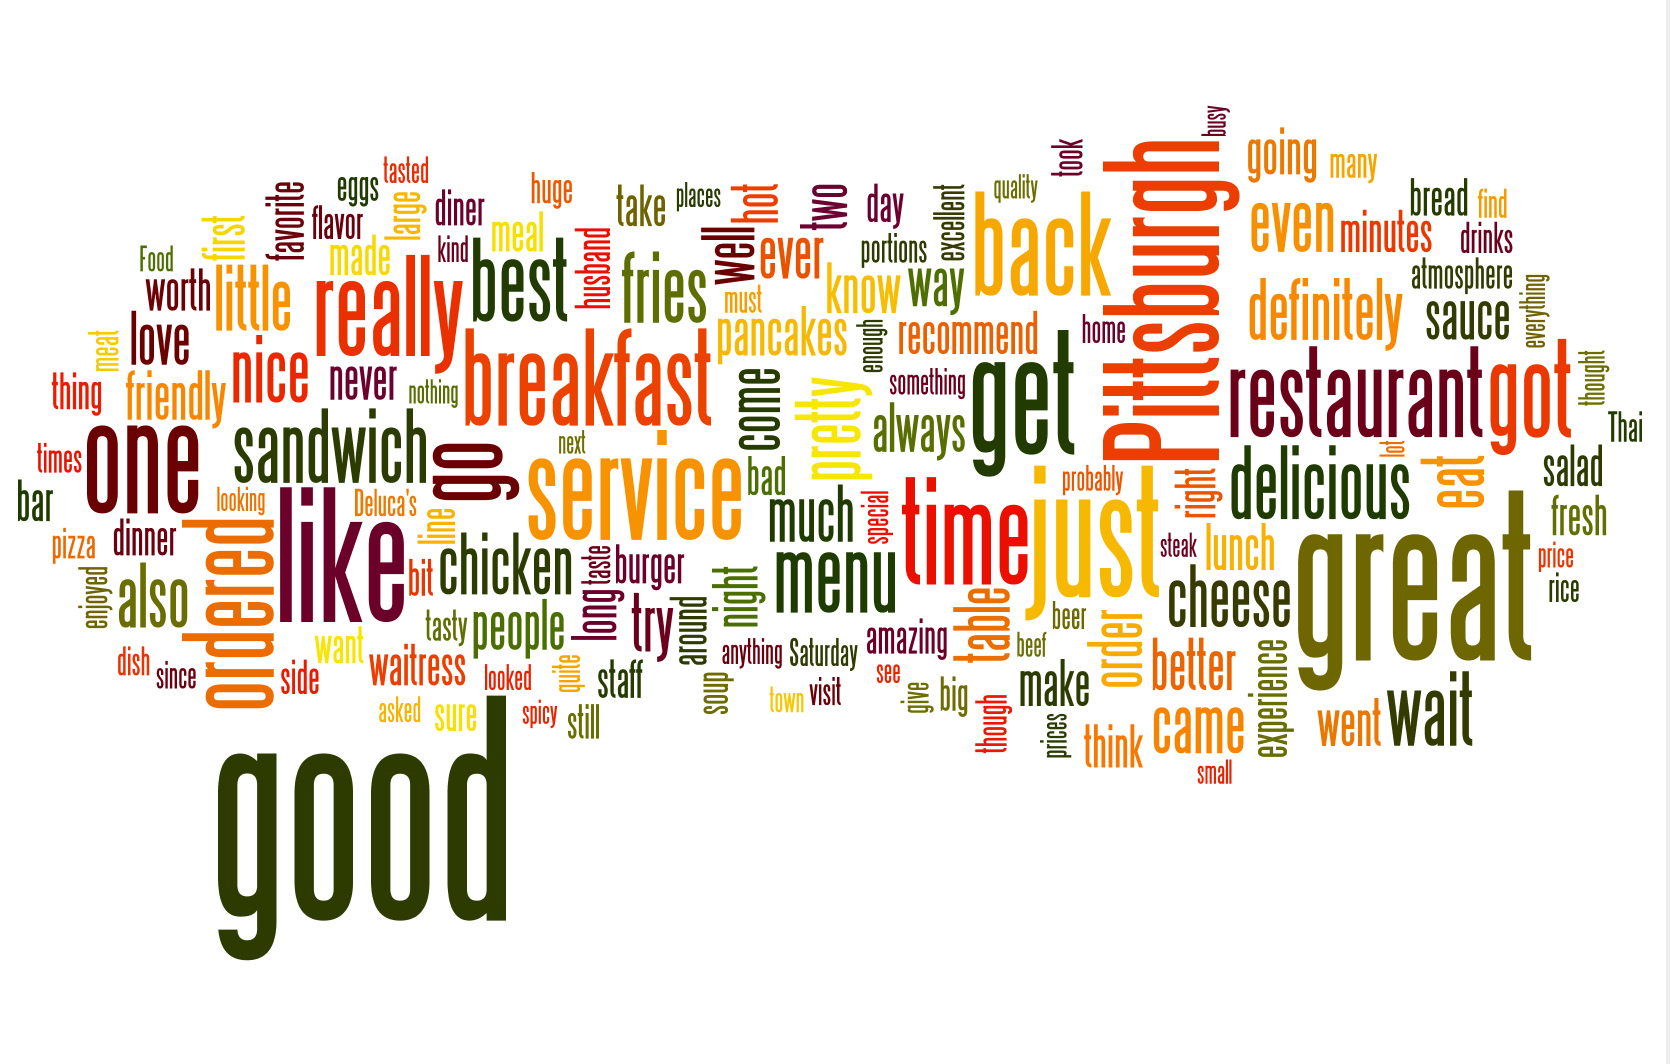 busy
took
going
many
tasted
eggs
huge
quality
bread
find
favorite
large
diner
take
places
hot
two
day
excellent
back
Pittsburgh
even
minutes
drinks
first
flavor
kind
meal
husband
well
ever
portions
Food
made
best
fries
must
know
way
atmosphere
worth
little
really
definitely
sauce
everything
meat
love
nice
breakfast
pancakes
enough
recommend
home
thing
friendly
never
nothing
come
pretty
something
always
get
restaurant
got
thought
times
one
sandwich
go
next
service
bad
probably
right
delicious
lot
eat
Thai
salad
bar
looking
Deluca's
line
much
special
time
just
fresh
pizza
dinner
ordered
like
bit
chicken
taste
burger
menu
steak
lunch
great
price
rice
enjoyed
also
tasty
people
long
try
around
night
cheese
beer
table
order
want
anything
Saturday
amazing
beef
better
dish
since
side
waitress
looked
quite
staff
soup
town
visit
see
give
big
make
experience
asked
sure
spicy
still
though
prices
think
came
went
wait
small
good